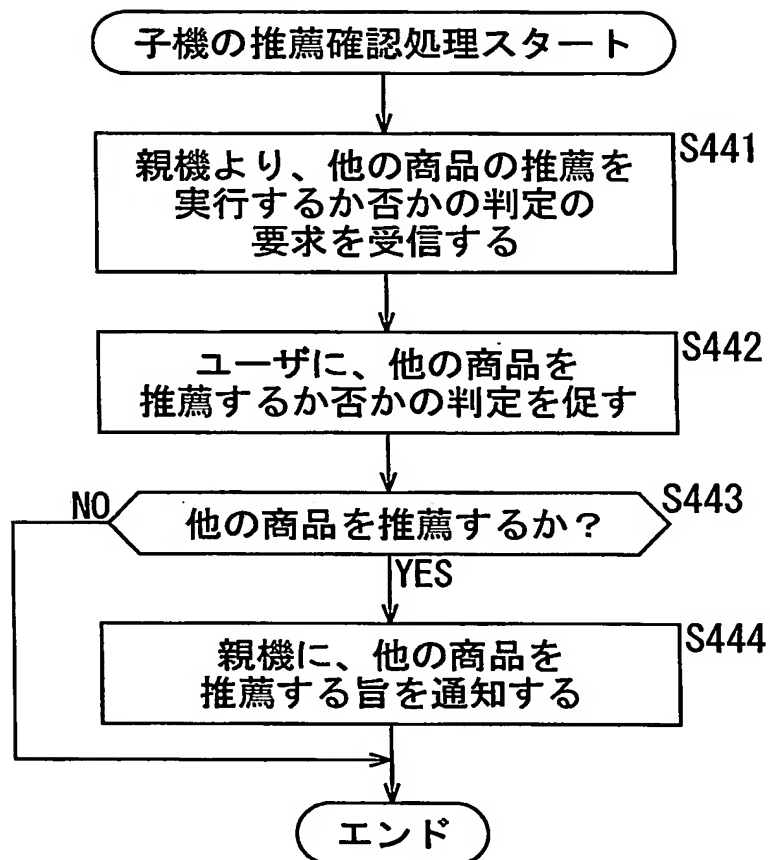 子機の推薦確認処理スタート
S441
親機より、他の商品の推薦を
実行するか否かの判定の
要求を受信する
S442
ユーザに、他の商品を
推薦するか否かの判定を促す
S443
NO
他の商品を推薦するか？
YES
S444
親機に、他の商品を
推薦する旨を通知する
エンド